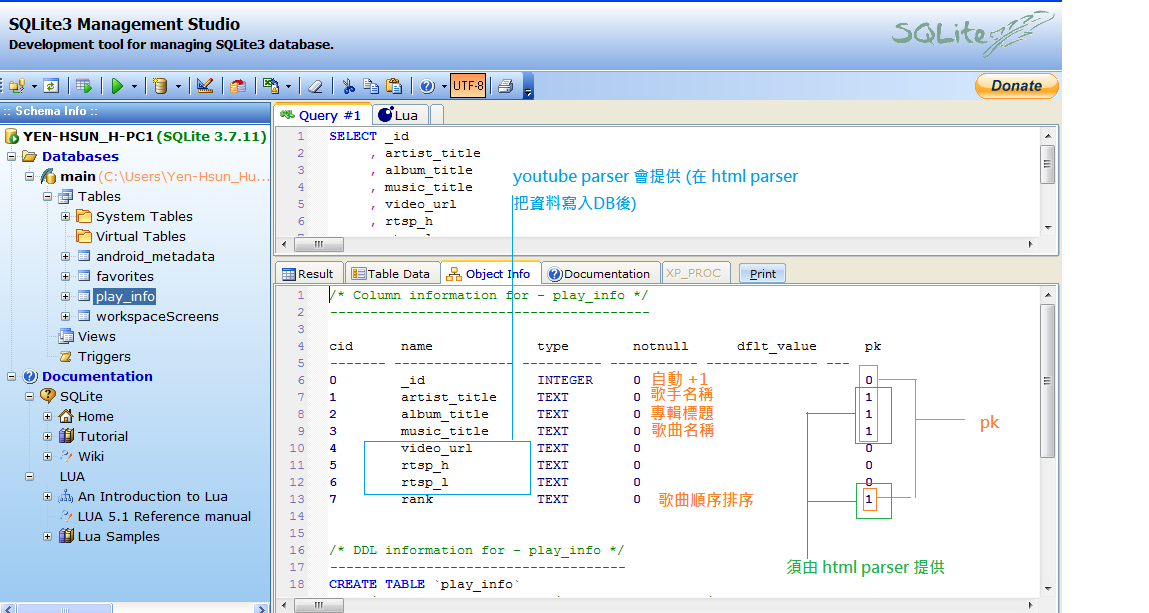 SQLite3 Management Studio
Development tool for managing SQLite3 database.
SQLite
UTF-8
Donate
:: Schema Info ::
YEN-HSUN_H-PC1 (SQLite 3.7.11)
Databases
main (C:\Users\Yen-Hsun_Hu...
Tables
System Tables
Virtual Tables
android_metadata
favorites
play_info
workspaceScreens
Views
Triggers
Documentation
SQLite
Home
Tutorial
Wiki
LUA
An Introduction to Lua
LUA 5.1 Reference manual
Lua Samples
Query #1 Lua
1 SELECT _id
2 , artist_title
3 , album_title
4 , music_title
5 , video_url
6 , rtsp_h
youtube parser 會提供 (在 html parser
把資料寫入DB後)
Result Table Data Object Info Documentation XP_PROC Print
1 /* Column information for - play_info */
2 ----------------------------------------
3
4 cid name type notnull dflt_value pk
5 ------- --------------- ---------- ----------- -------------- ---
6 0 _id INTEGER 0 自動 +1 0
7 1 artist_title TEXT 0 歌手名稱 1
8 2 album_title TEXT 0 專輯標題 1
9 3 music_title TEXT 0 歌曲名稱 1
10 4 video_url TEXT 0 0
11 5 rtsp_h TEXT 0 0
12 6 rtsp_l TEXT 0 0
13 7 rank TEXT 0 歌曲順序排序 1
14
15
16 /* DDL information for - play_info */
17 -------------------------------------
18 CREATE TABLE `play_info`
pk
須由 html parser 提供